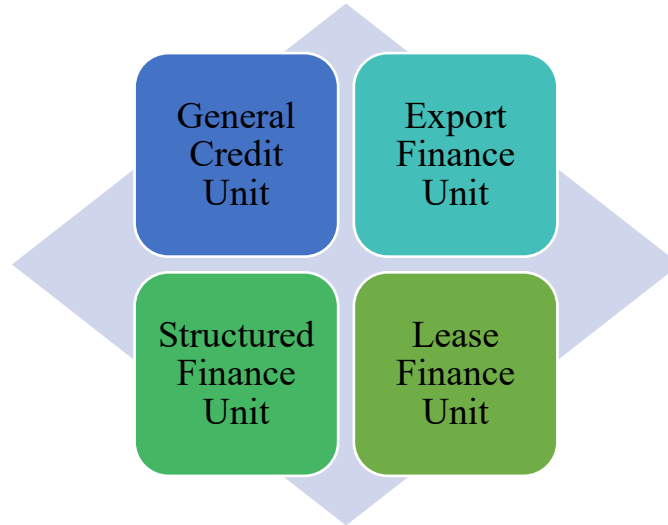 General
Credit
Unit
Export
Finance
Unit
Structured
Finance
Unit
Lease
Finance
Unit